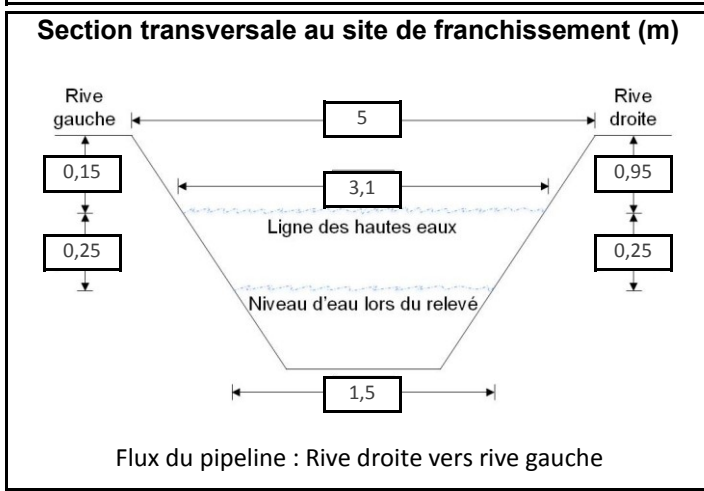 Section transversale au site de franchissement (m)
Rive
gauche
5
Rive
droite
0,15
3,1
0,95
Ligne des hautes eaux
0,25
0,25
Niveau d'eau lors du relevé
1,5
Flux du pipeline : Rive droite vers rive gauche